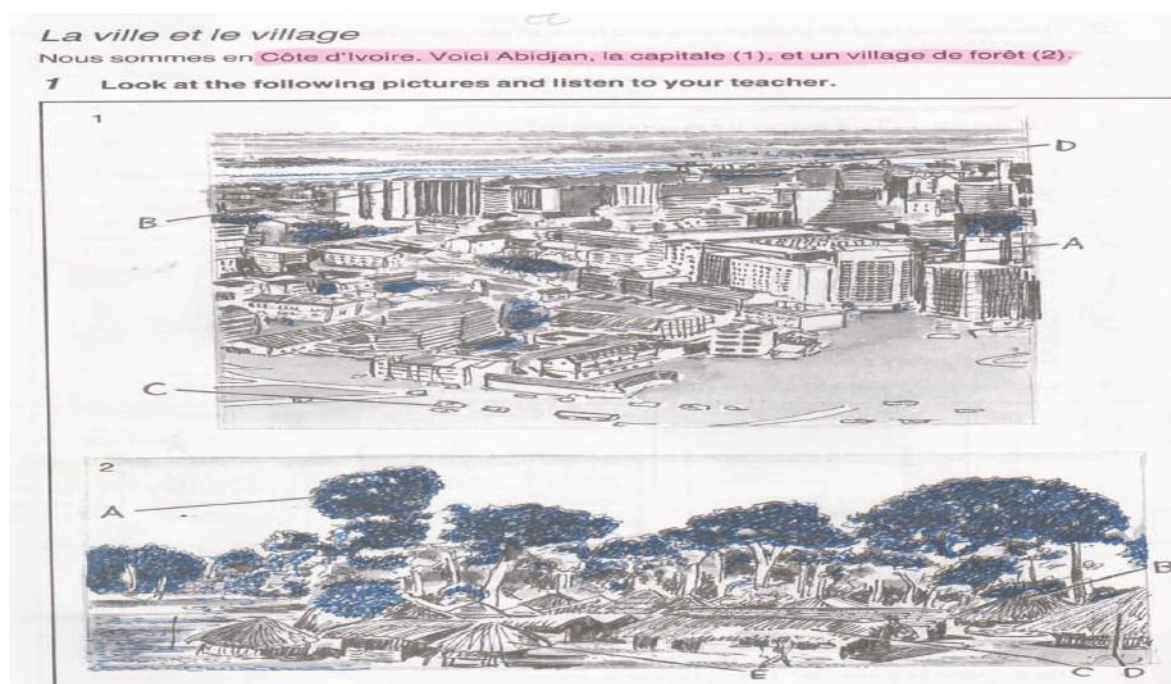 La ville et le village
Nous sommes en Côte d'Ivoire. Voici Abidjan, la capitale (1), et un village de forêt (2).
1 Look at the following pictures and listen to your teacher.
1
D
B
A
C
2
A
B
E C D